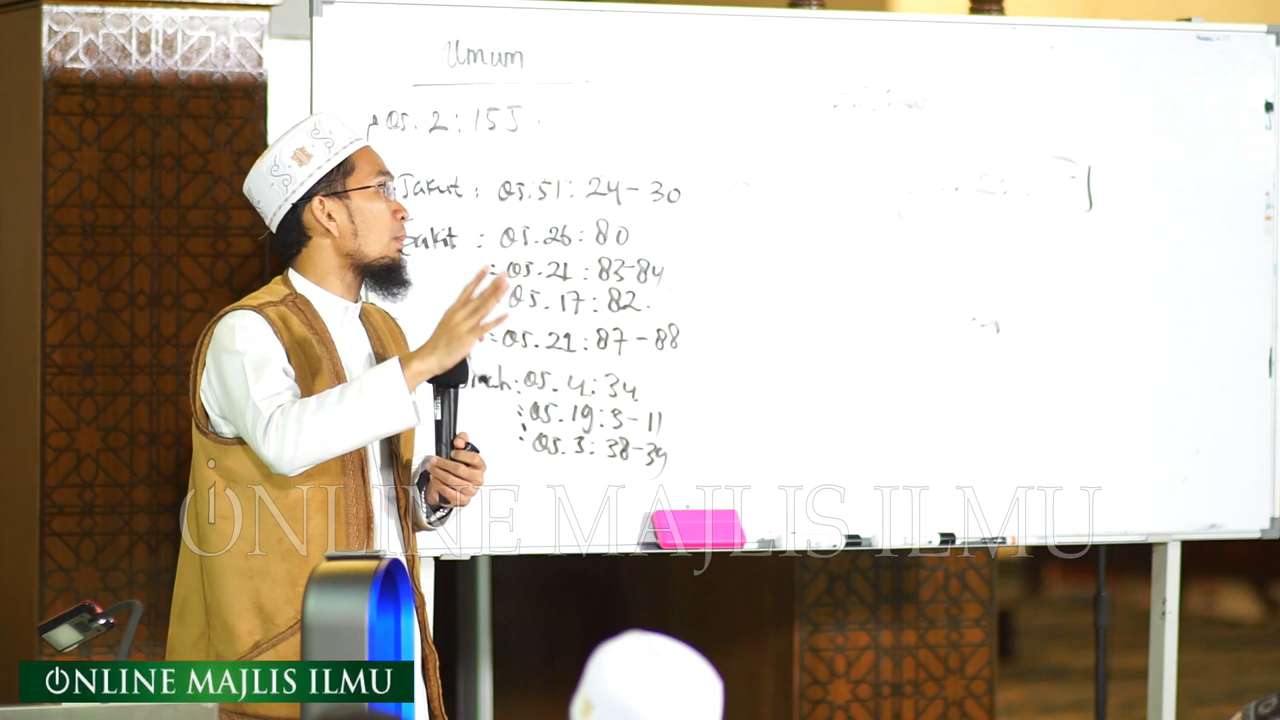 Umum
QS. 2:155.
Takut : QS.51: 24-30
Sakit : QS.26:80
: QS.21:83-84
QS.17:82.
: QS.21:87-88
: QS.4:34
: QS.19:3-11
: QS.3:38-39
ONLINE MAJLIS ILMU
ONLINE MAJLIS ILMU